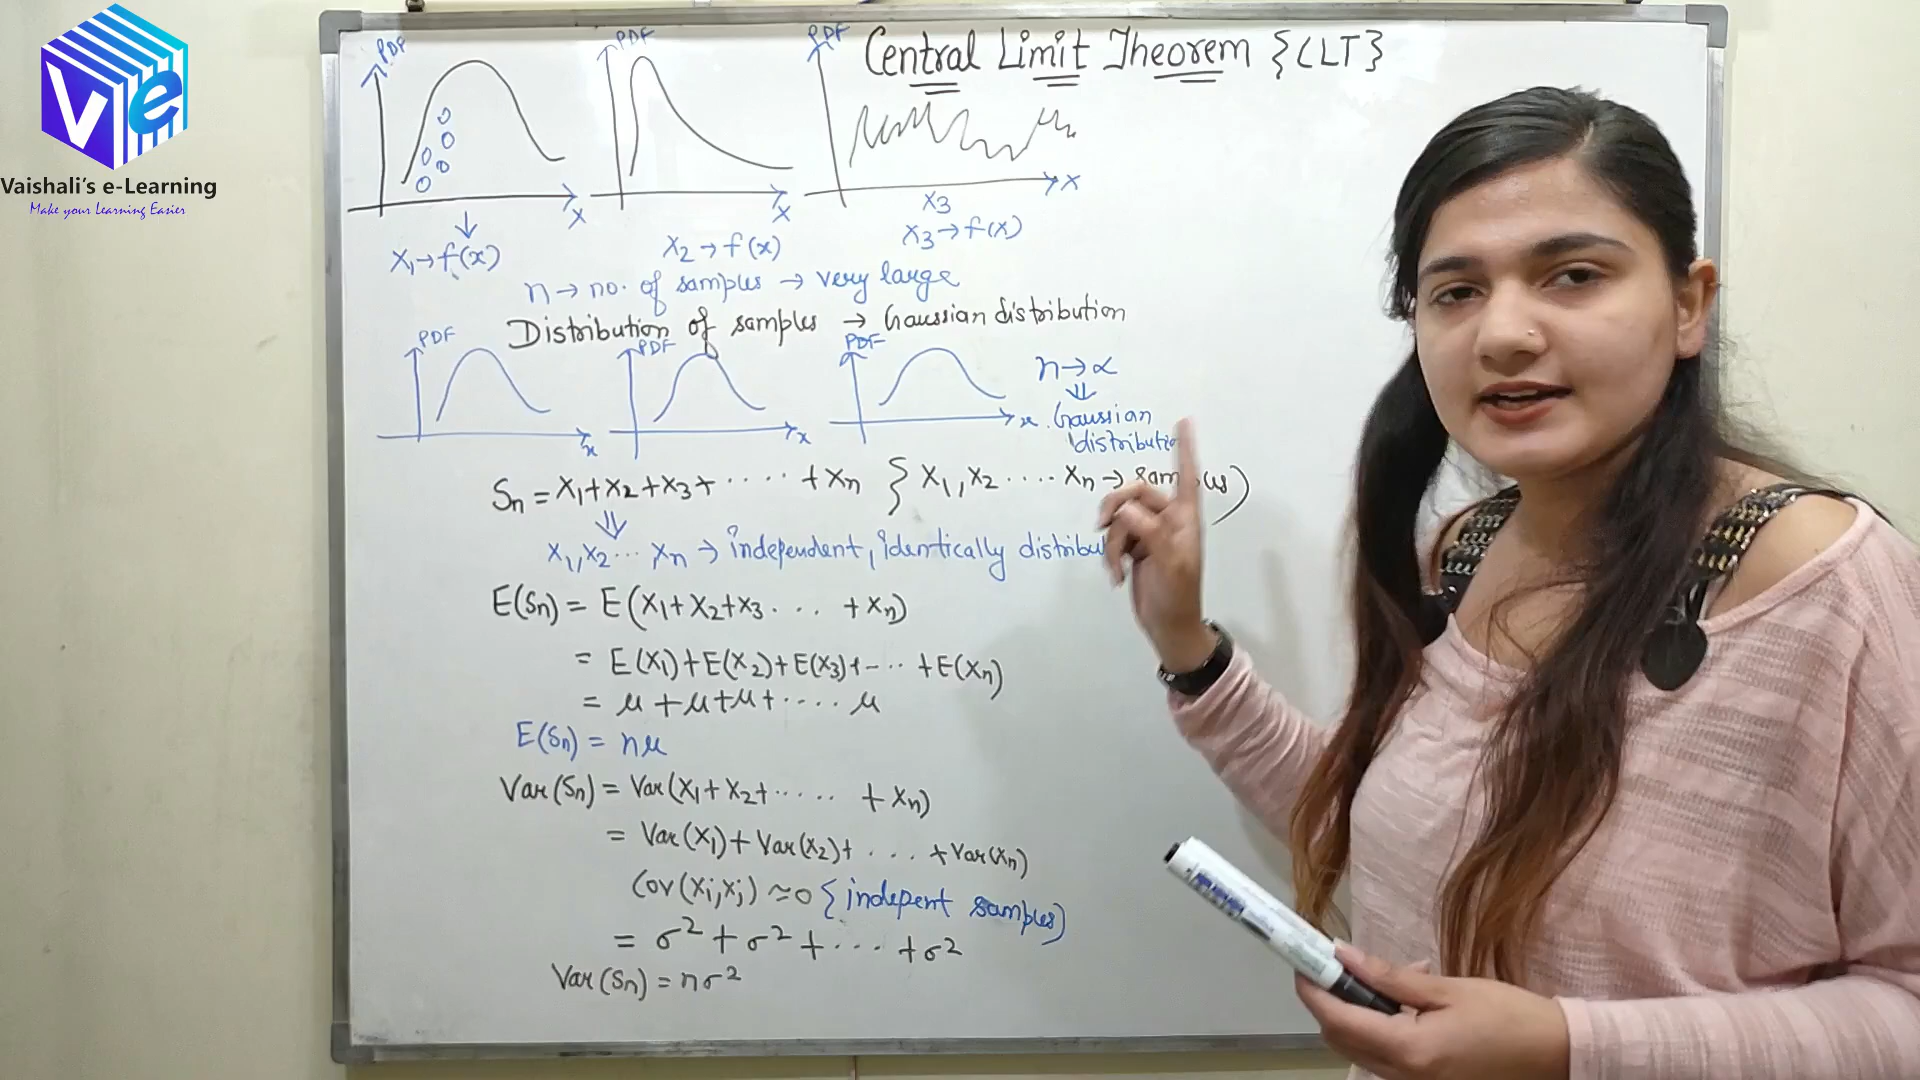 Ve
Vaishali's e-Learning
Make your Learning Easier
Central Limit Theorem {CLT}
PDF
PDF
PDF
X
X
X
X3
X1→f(x)
X2→f(x)
X3→f(x)
n→no. of samples → very large
Distribution of samples → Gaussian distribution
PDF
PDF
PDF
x
x
x
n→∝
⇓
Gaussian
distributio
Sn = X1+X2+X3+ ..... +Xn } X1,X2 .... Xn → samples)
⇓
X1,X2... Xn → independent, identically distribu
E(Sn) = E(X1+X2+X3.... +Xn)
= E(X1)+E(X2)+E(X3)+-... +E(Xn)
= μ+μ+μ+..... μ
E(Sn) = nμ
Var(Sn) = Var(X1+X2+..... +Xn)
= Var(X1)+Var(X2)+ .... +Var(Xn)
Cov(Xi,Xj) ≈0 {indepent samples)
= σ²+σ²+... +σ²
Var(Sn) = nσ²